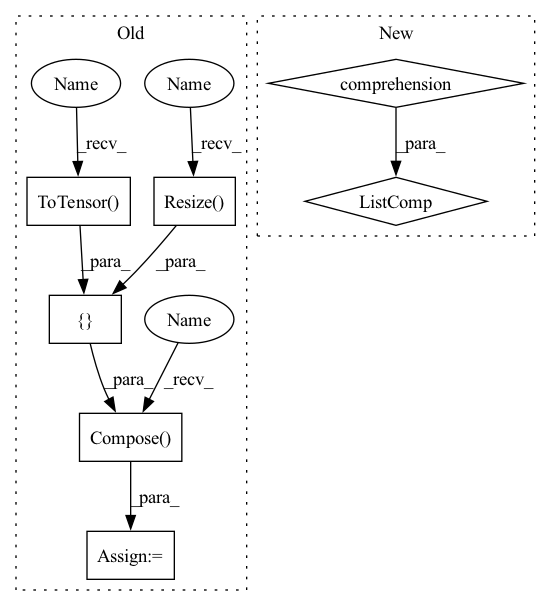 Old
New
Name
Name
comprehension
_recv_
_recv_
_para_
ToTensor()
Resize()
ListComp
_para_
_para_
{}
Name
_para_
_recv_
Compose()
_para_
Assign:=